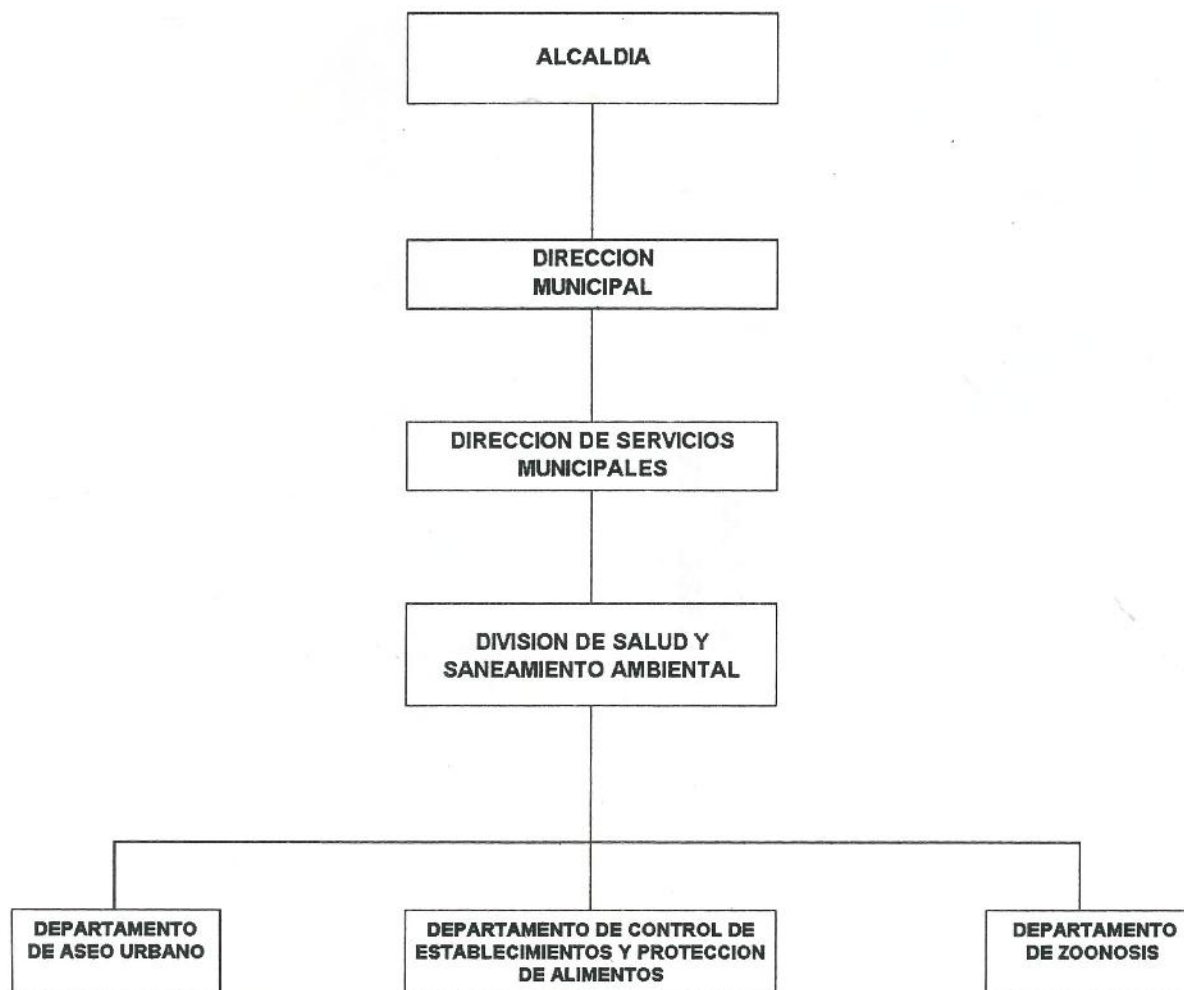 ALCALDIA
DIRECCION
MUNICIPAL
DIRECCION DE SERVICIOS
MUNICIPALES
DIVISION DE SALUD Y
SANEAMIENTO AMBIENTAL
DEPARTAMENTO
DE ASEO URBANO
DEPARTAMENTO DE CONTROL DE
ESTABLECIMIENTOS Y PROTECCION
DE ALIMENTOS
DEPARTAMENTO
DE ZOONOSIS